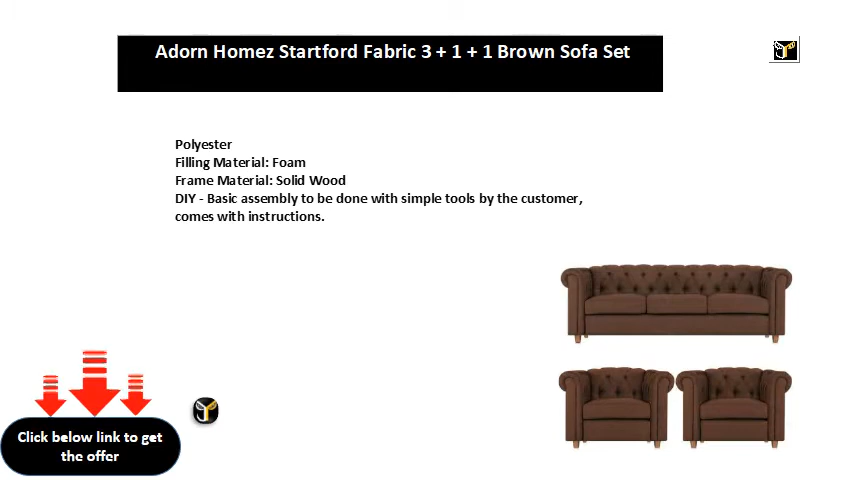 Adorn Homez Startford Fabric 3 + 1 + 1 Brown Sofa Set
Polyester
Filling Material: Foam
Frame Material: Solid Wood
DIY - Basic assembly to be done with simple tools by the customer,
comes with instructions.
Click below link to get
the offer